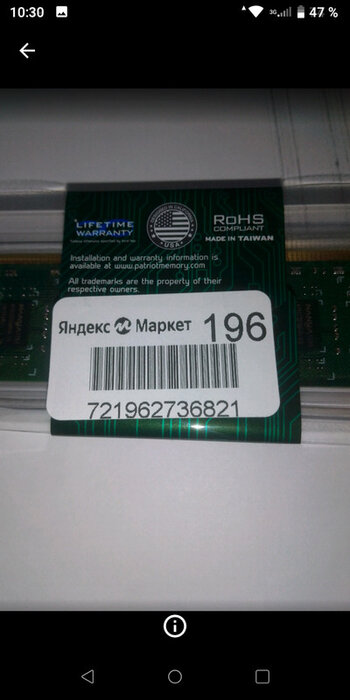 10:30
3G 47 %
LIFETIME
WARRANTY
RoHS
COMPLIANT
USA
MADE IN TAIWAN
Installation and warranty information is
available at www.patriotmemory.com
All trademarks are the property of their
respective owners.
Яндекс Маркет 196
721962736821